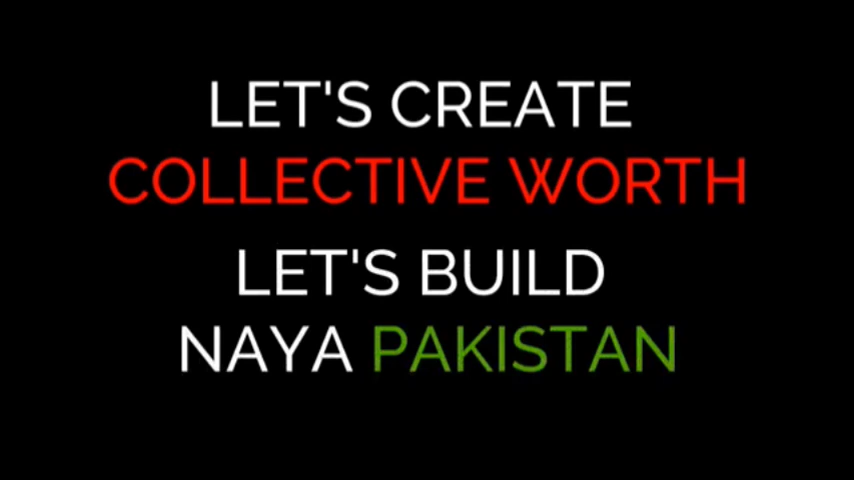 LET'S CREATE
COLLECTIVE WORTH
LET'S BUILD
NAYA PAKISTAN